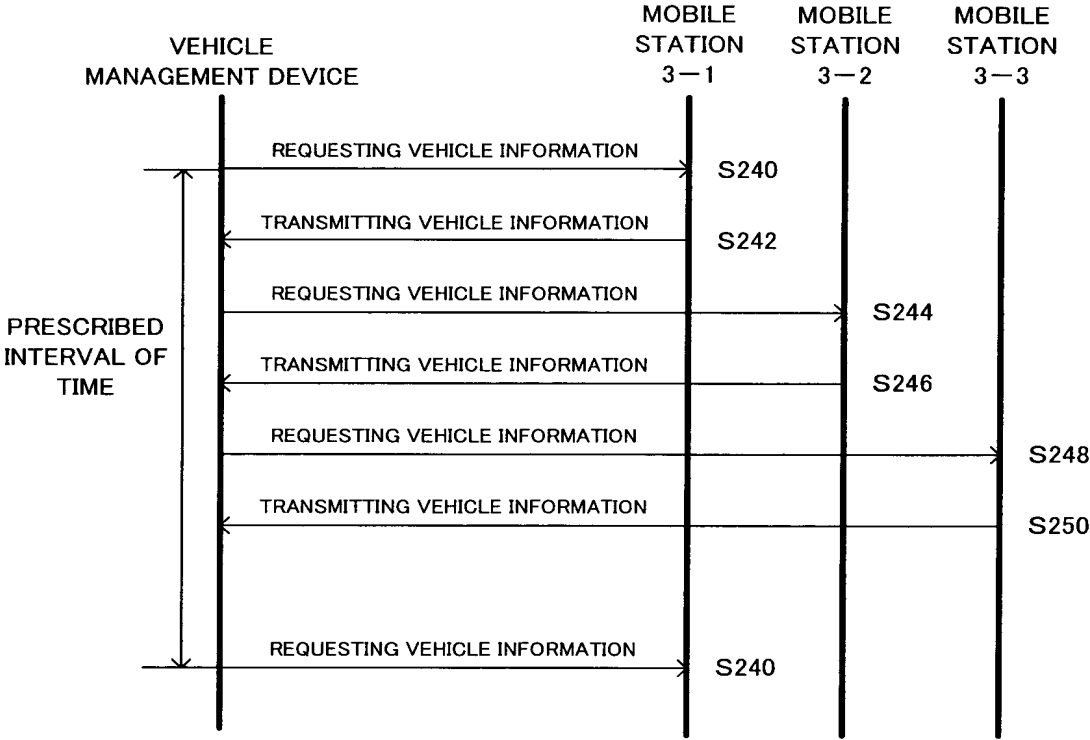 VEHICLE
MANAGEMENT DEVICE
MOBILE
STATION
3－1
MOBILE
STATION
3－2
MOBILE
STATION
3－3
REQUESTING VEHICLE INFORMATION
S240
TRANSMITTING VEHICLE INFORMATION
S242
REQUESTING VEHICLE INFORMATION
S244
PRESCRIBED
INTERVAL OF
TIME
TRANSMITTING VEHICLE INFORMATION
S246
REQUESTING VEHICLE INFORMATION
S248
TRANSMITTING VEHICLE INFORMATION
S250
REQUESTING VEHICLE INFORMATION
S240